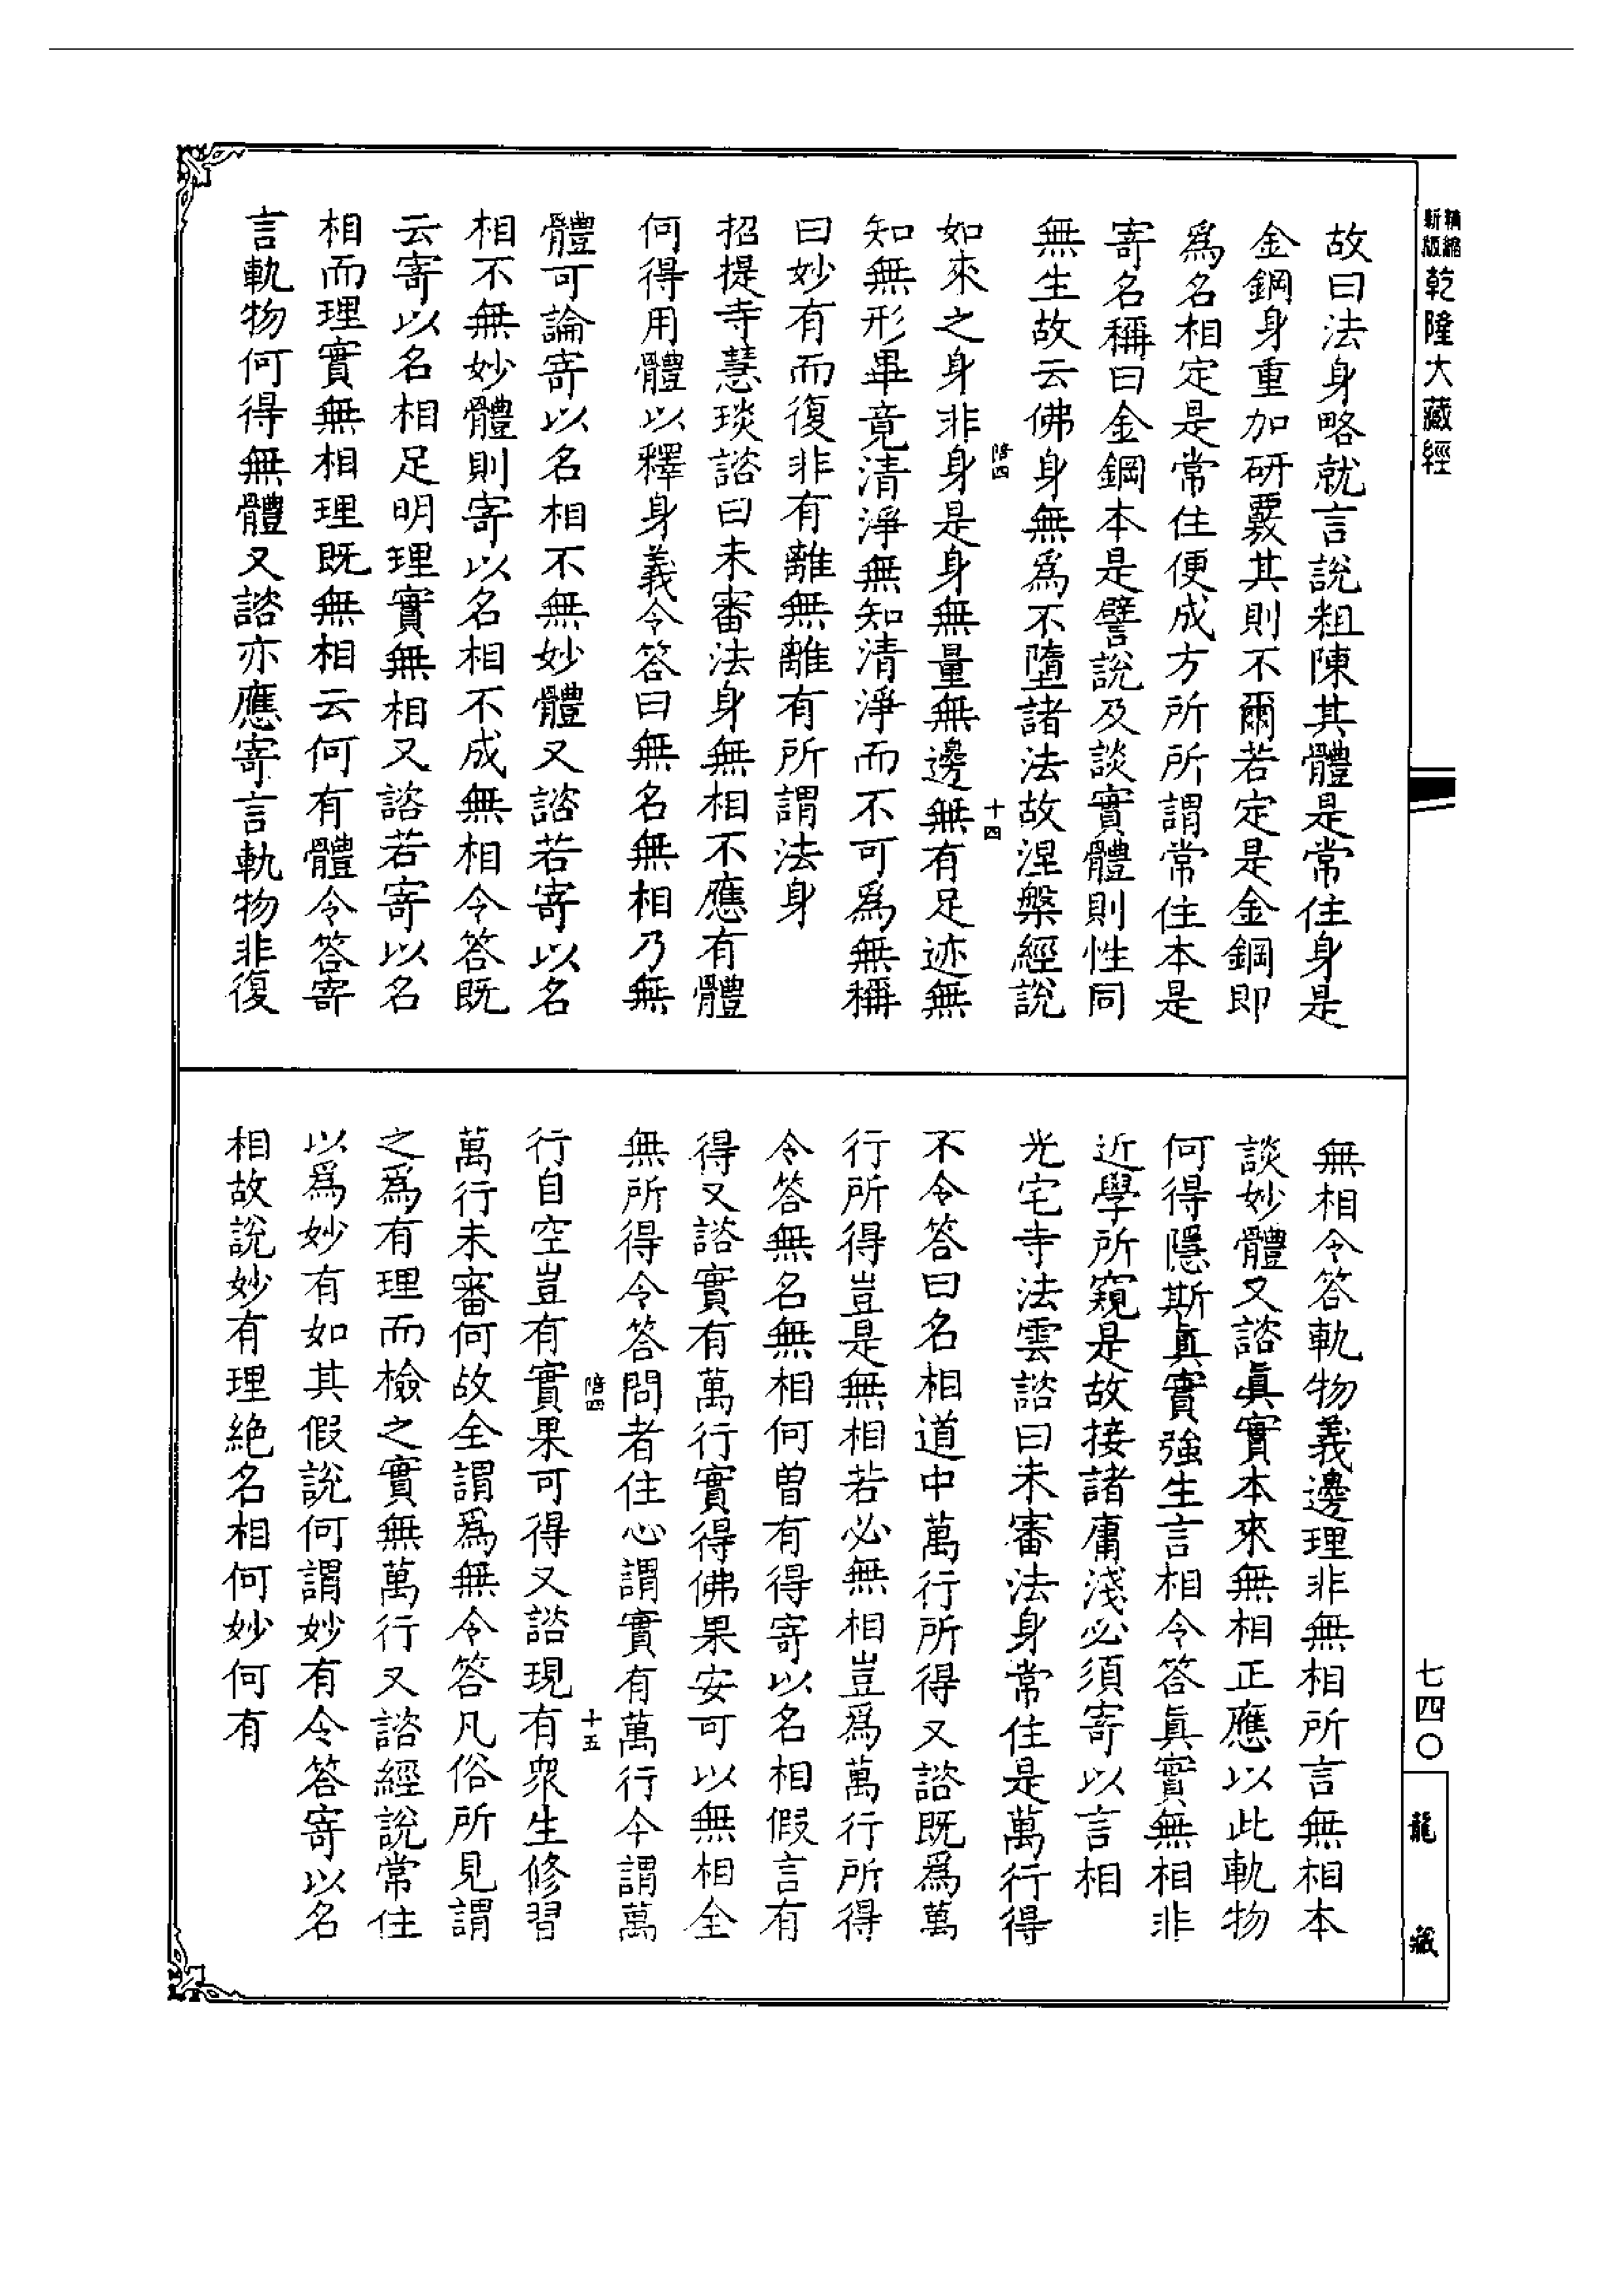 精縮
新版
乾隆大藏經
故曰法身略就言說粗陳其體是常住身是
金鋼身重加研覈其則不爾若定是金鋼即
爲名相定是常住便成方所所謂常住本是
寄名稱曰金鋼本是譬說及談實體則性同
無生故云佛身無爲不墮諸法故涅槃經說
陪四
十四
如來之身非身是身無量無邊無有足迹無
知無形畢竟清淨無知清淨而不可爲無稱
曰妙有而復非有離無離有所謂法身
招提寺慧琰諮曰未審法身無相不應有體
何得用體以釋身義令答曰無名無相乃無
體可論寄以名相不無妙體又諮若寄以名
相不無妙體則寄以名相不成無相令答既
云寄以名相足明理實無相又諮若寄以名
相而理實無相理既無相云何有體令答寄
言軌物何得無體又諮亦應寄言軌物非復
無相令答軌物義邊理非無相所言無相本
談妙體又諮眞實本來無相正應以此軌物
何得隱斯眞實強生言相令答眞實無相非
近學所窺是故接諸庸淺必須寄以言相
光宅寺法雲諮曰未審法身常住是萬行得
不令答曰名相道中萬行所得又諮既爲萬
行所得豈是無相若必無相豈爲萬行所得
令答無名無相何曾有得寄以名相假言有
得又諮實有萬行實得佛果安可以無相全
無所得令答問者住心謂實有萬行今謂萬
陪四
十五
行自空豈有實果可得又諮現有衆生修習
萬行未審何故全謂爲無令答凡俗所見謂
之爲有理而檢之實無萬行又諮經說常住
以爲妙有如其假說何謂妙有令答寄以名
相故說妙有理絶名相何妙何有
七四〇
龍藏